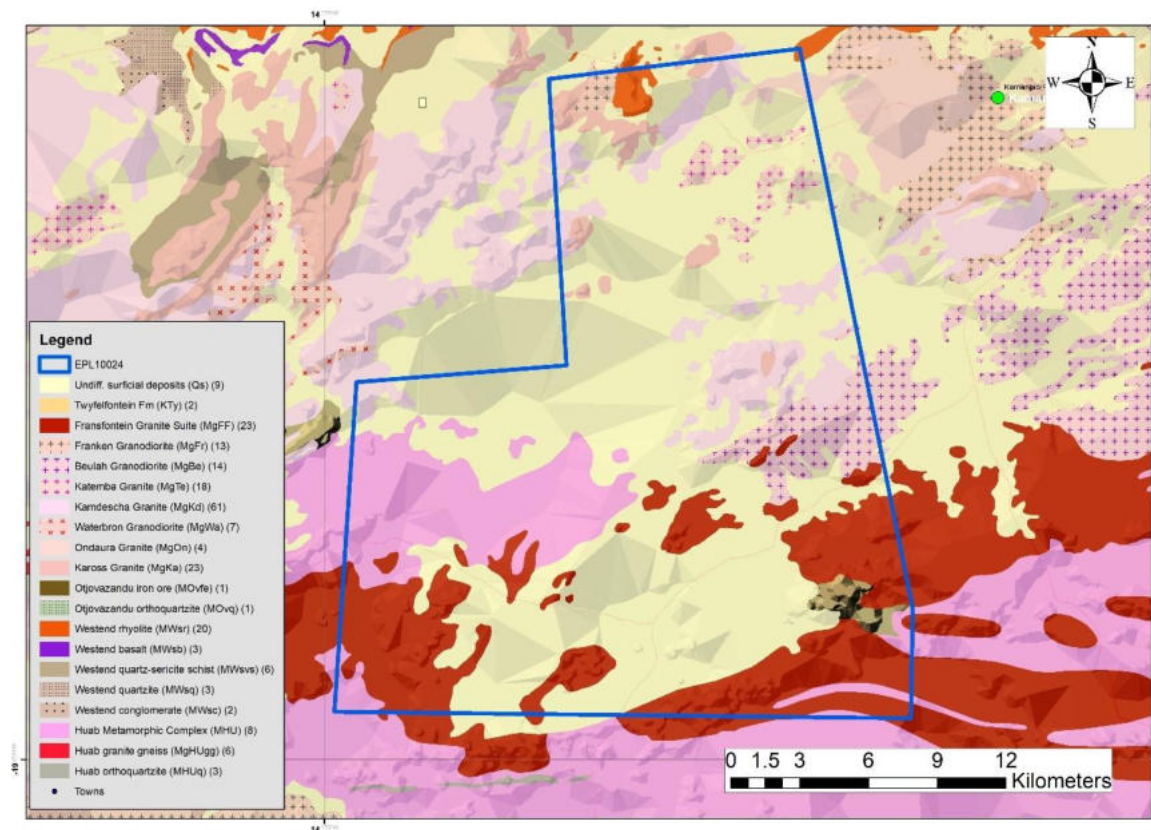 14
N
W E
S
Legend
EPL10024
Undiff. surficial deposits (Qs) (9)
Twyfelfontein Fm (KTy) (2)
Fransfontein Granite Suite (MgFF) (23)
Franken Granodiorite (MgFr) (13)
Beulah Granodiorite (MgBe) (14)
Katemba Granite (MgTe) (18)
Kamdescha Granite (MgKd) (61)
Waterbron Granodiorite (MgWa) (7)
Ondaura Granite (MgOn) (4)
Kaross Granite (MgKa) (23)
Otjovazandu iron ore (MOvfe) (1)
Otjovazandu orthoquartzite (MOvq) (1)
Westend rhyolite (MWsr) (20)
Westend basalt (MWsb) (3)
Westend quartz-sericite schist (MWsvs) (6)
Westend quartzite (MWsq) (3)
Westend conglomerate (MWsc) (2)
Huab Metamorphic Complex (MHU) (8)
Huab granite gneiss (MgHUgg) (6)
Huab orthoquartzite (MHUq) (3)
Towns
-19
0 1.5 3 6 9 12
Kilometers
14